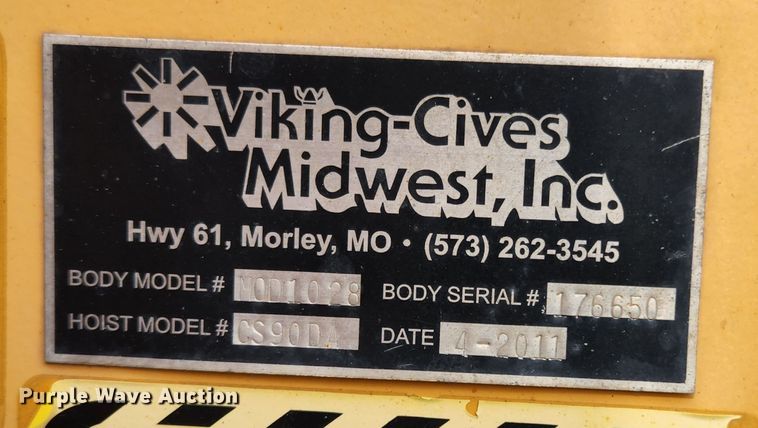 Viking-Cives
Midwest, Inc.
Hwy 61, Morley, MO • (573) 262-3545
BODY MODEL # MOD1028 BODY SERIAL # 176650
HOIST MODEL # CS90DA DATE 4-2011
Purple Wave Auction